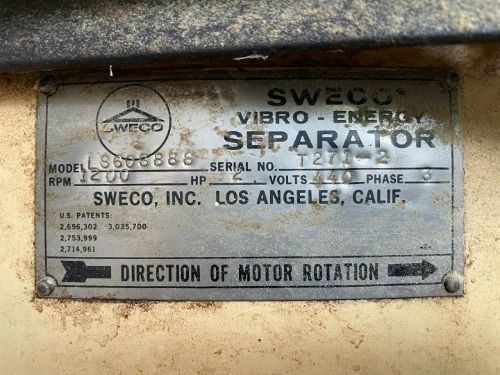 SWECO
SWECO
VIBRO - ENERGY
SEPARATOR
MODEL LS60S888 SERIAL NO. T271-2
RPM 1200 HP 2 VOLTS 440 PHASE 3
SWECO, INC. LOS ANGELES, CALIF.
U.S. PATENTS:
2,696,302 3,035,700
2,753,999
2,714,961
DIRECTION OF MOTOR ROTATION